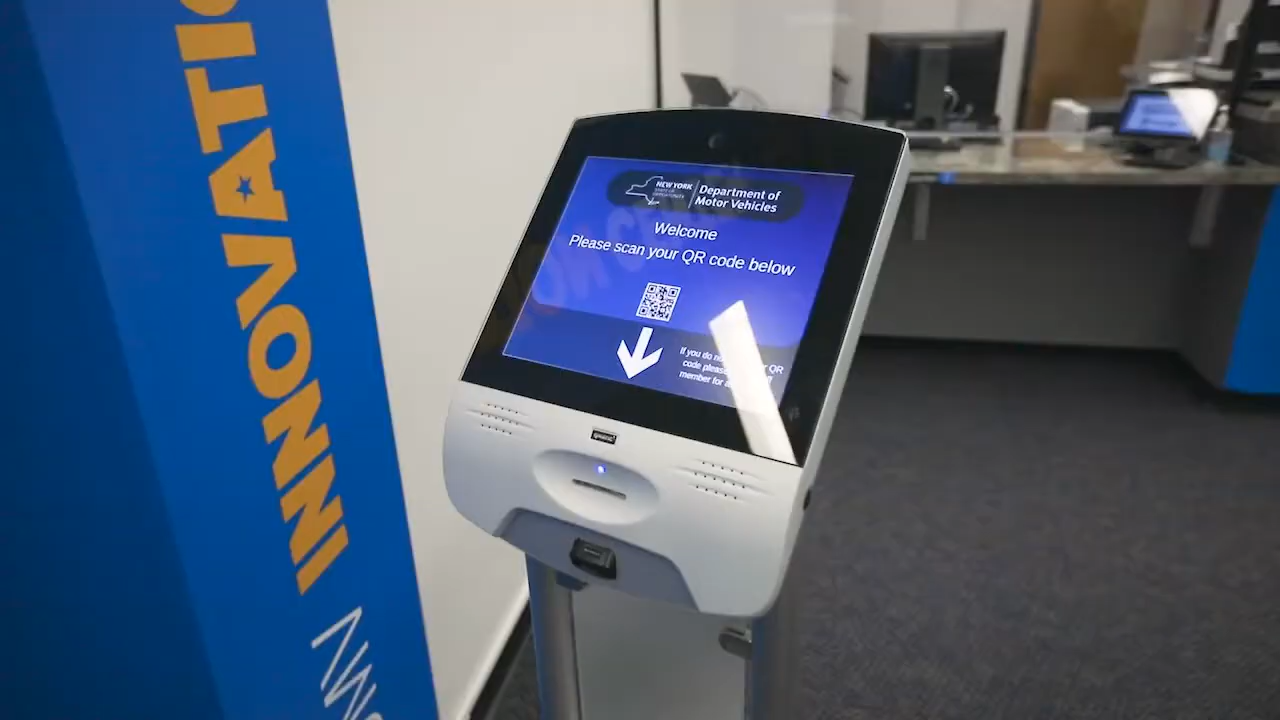 INNOVATIO
NEW YORK
STATE OF
OPPORTUNITY
Department of
Motor Vehicles
Welcome
Please scan your QR code below
If you do QR
code please
member for